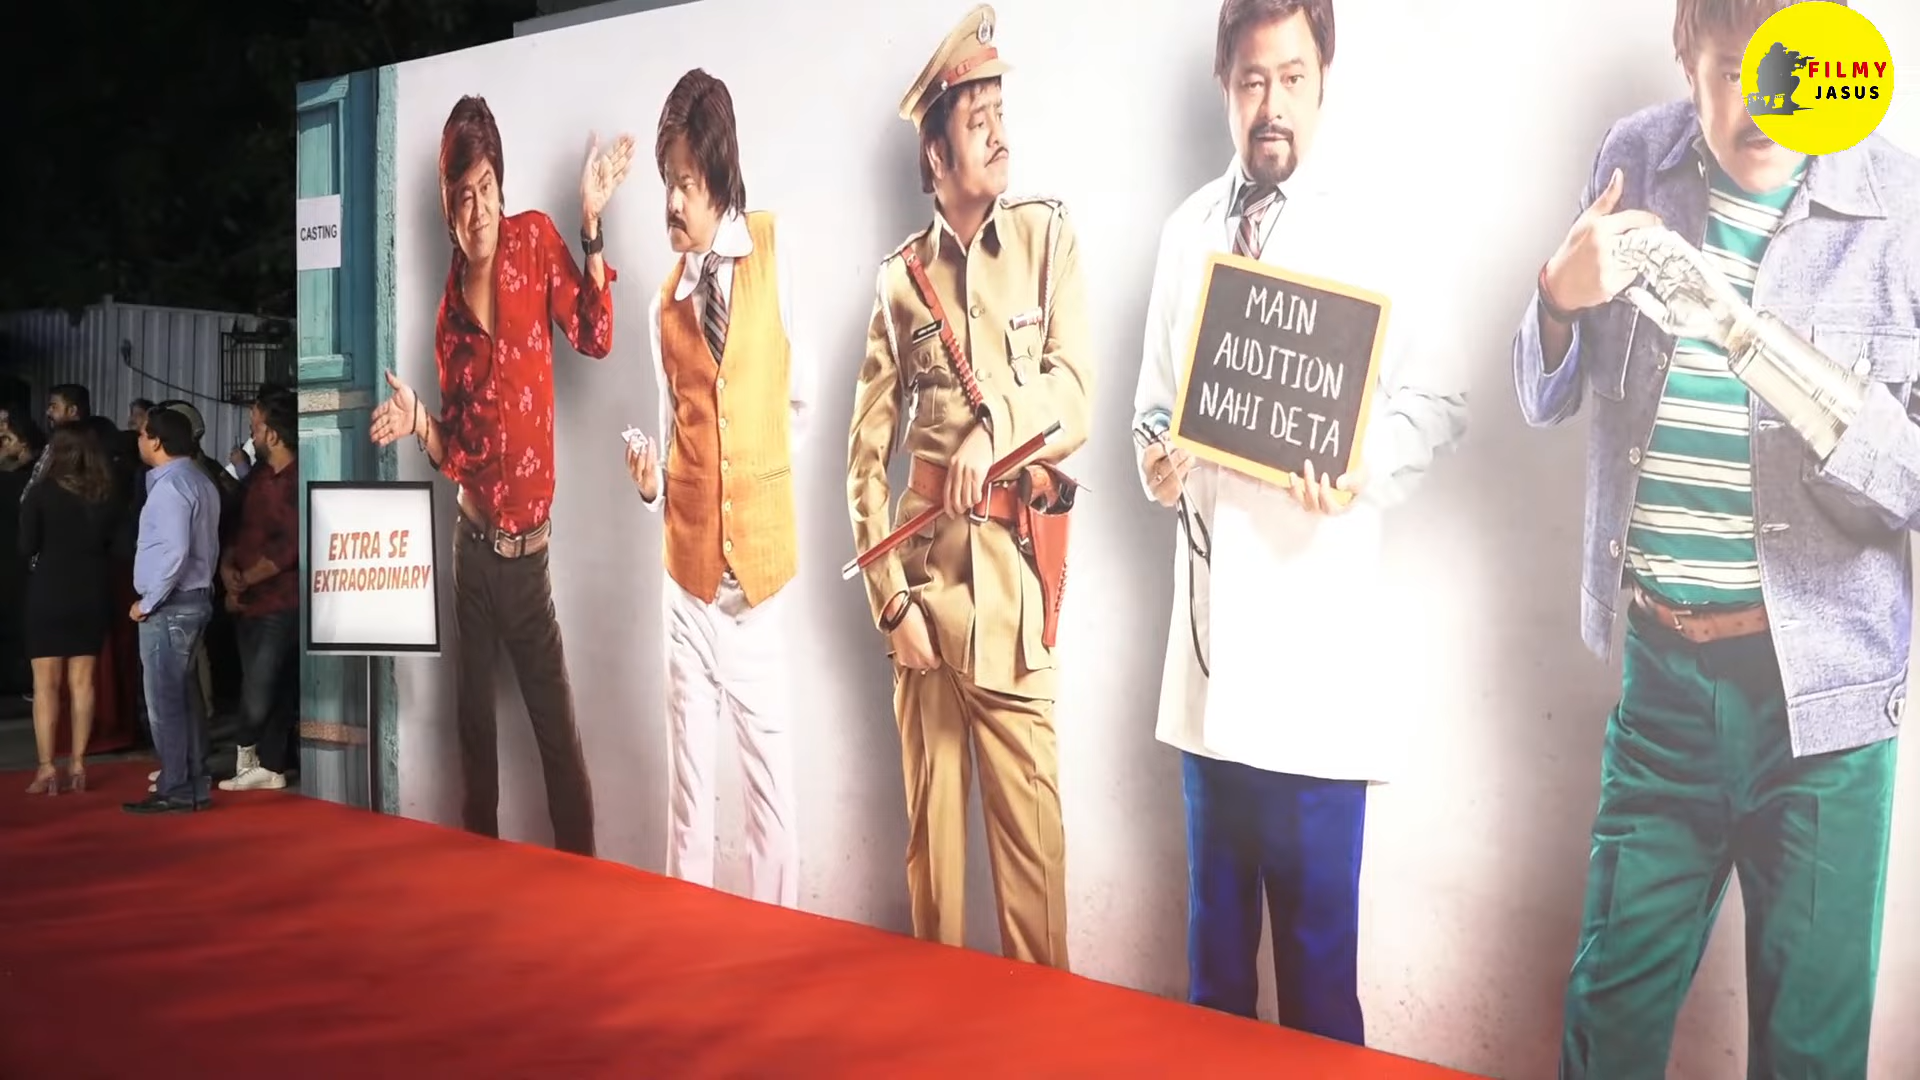 CASTING
EXTRA SE
EXTRAORDINARY
MAIN
AUDITION
NAHI DETA
FILMY
JASUS